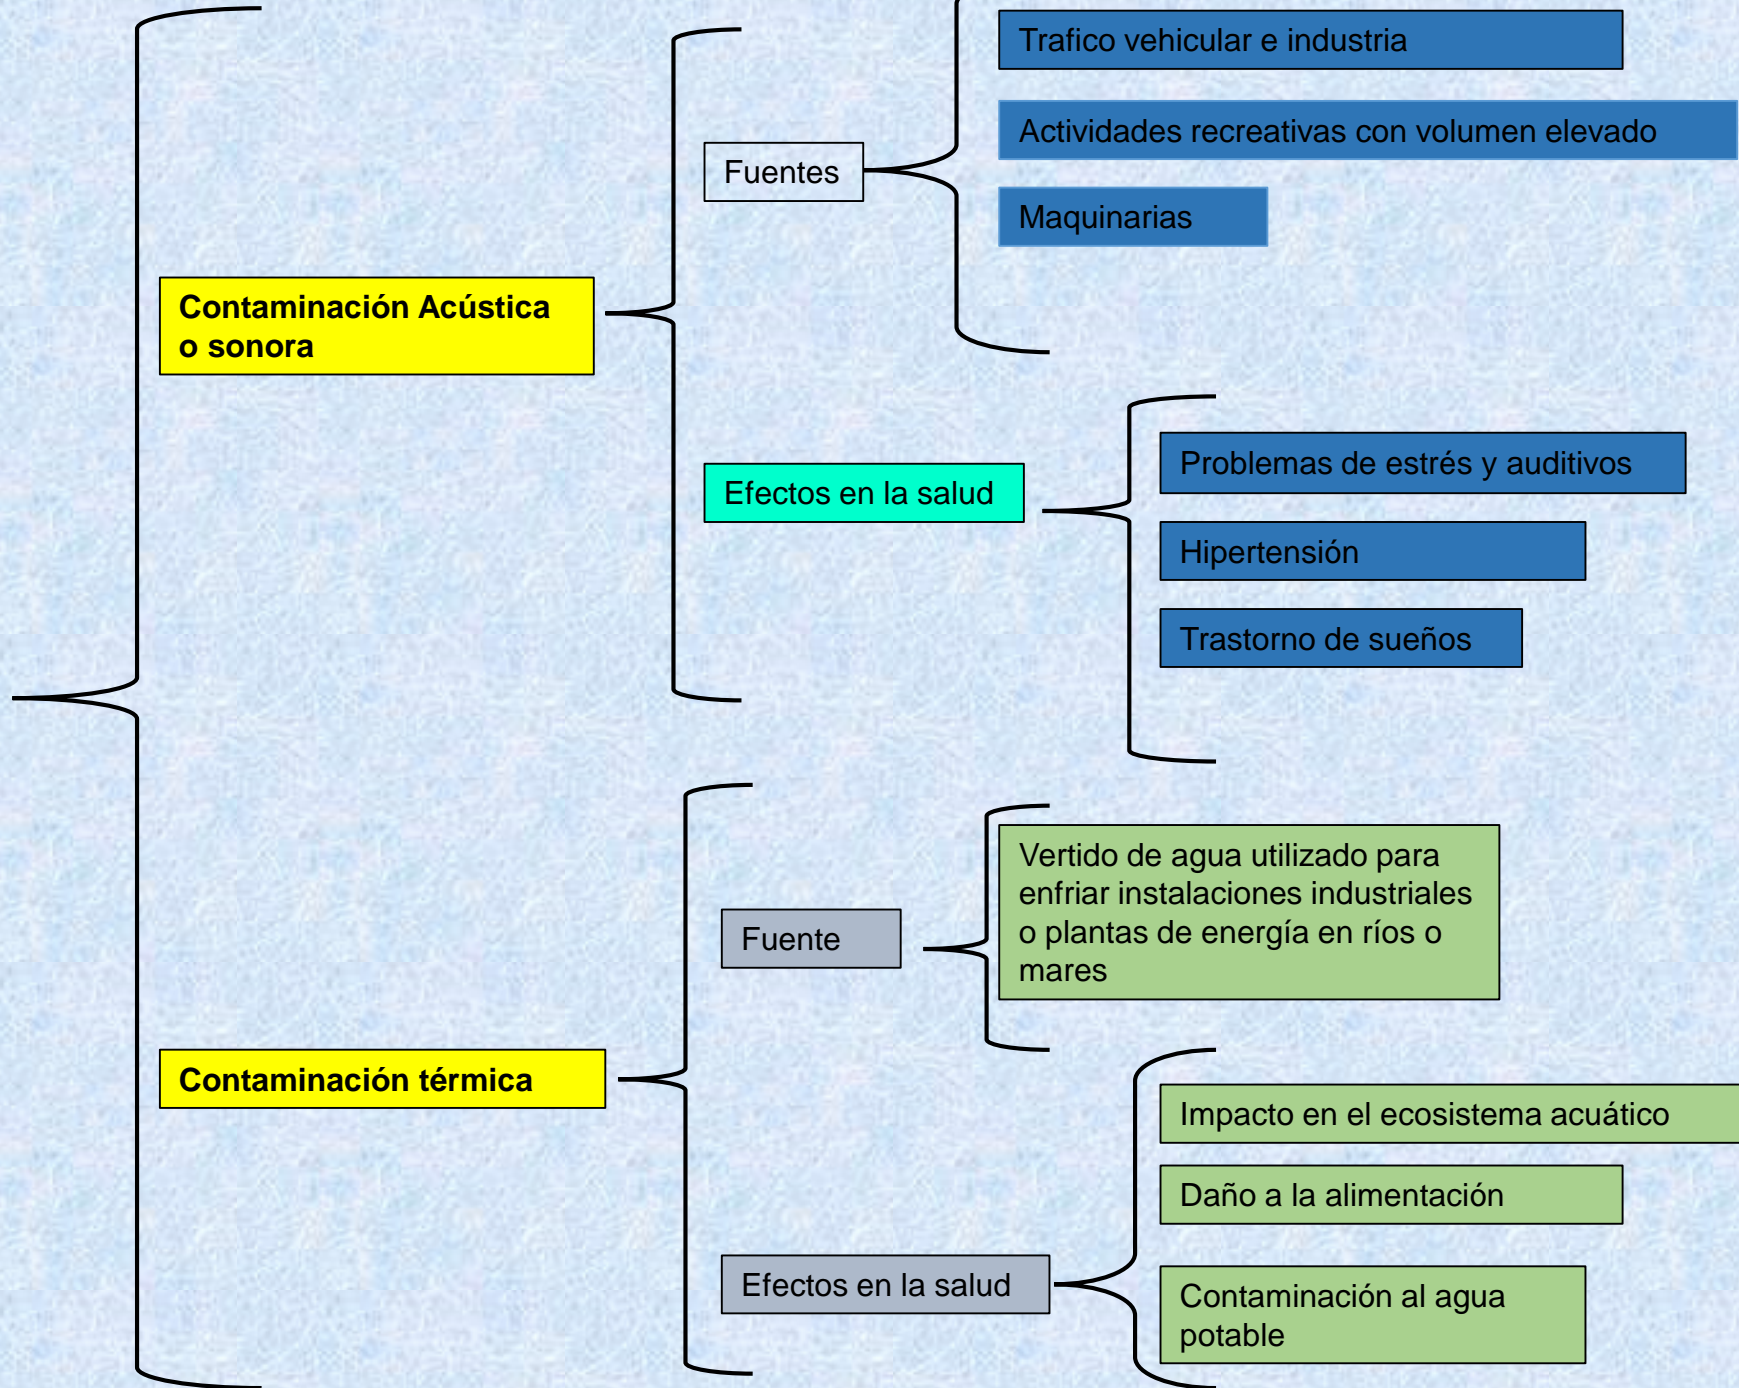 Trafico vehicular e industria
Actividades recreativas con volumen elevado
Fuentes
Maquinarias
Contaminación Acústica
o sonora
Problemas de estrés y auditivos
Efectos en la salud
Hipertensión
Trastorno de sueños
Vertido de agua utilizado para
enfriar instalaciones industriales
o plantas de energía en ríos o
mares
Fuente
Contaminación térmica
Impacto en el ecosistema acuático
Daño a la alimentación
Efectos en la salud
Contaminación al agua
potable